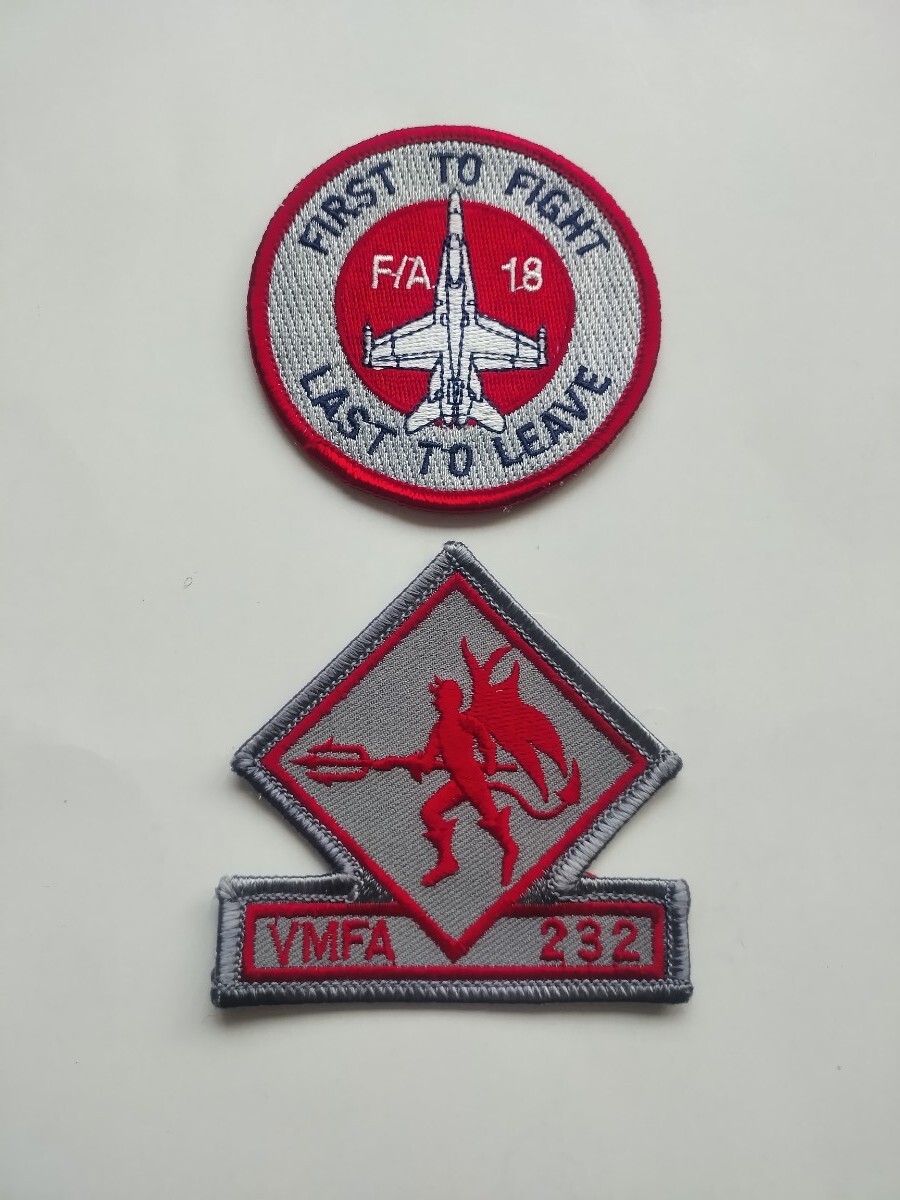 FIRST TO FIGHT
F/A 18
LAST TO LEAVE
VMFA 232